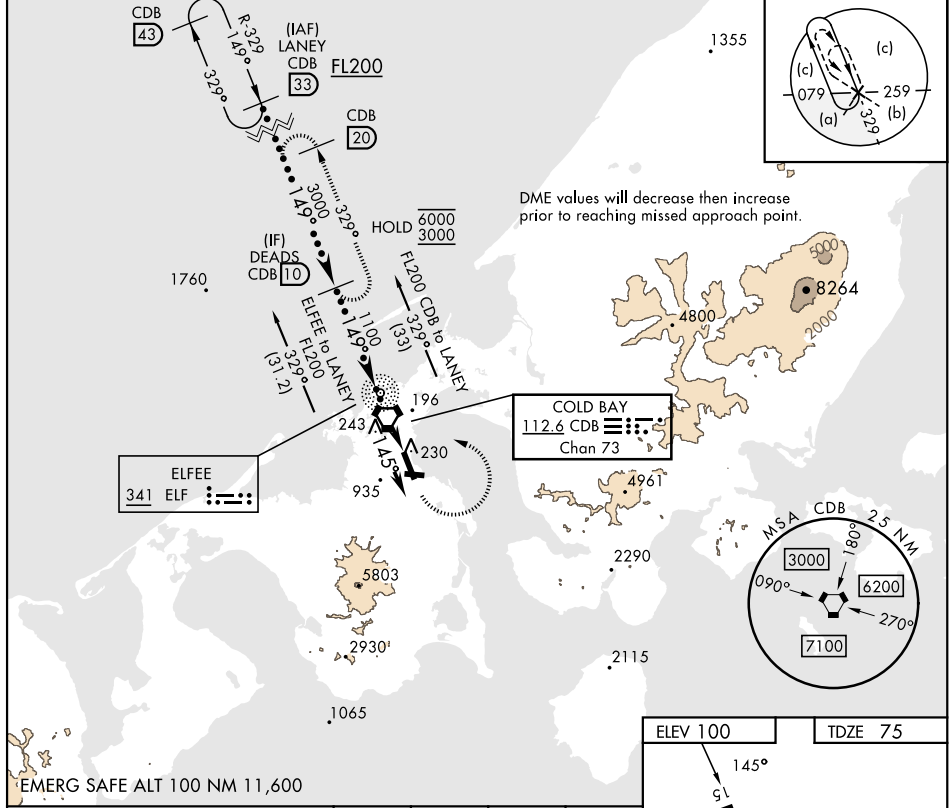 CDB
43
R-329
149°
329°
(IAF)
LANEY
CDB
33
FL200
CDB
20
1355
(c)
(c)
079
259
(a)
(b)
329
3000
149°
329°
HOLD 6000
3000
DME values will decrease then increase
prior to reaching missed approach point.
(IF)
DEADS
CDB 10
1760
ELFEE to LANEY
FL200
329°
(31.2)
1100
149°
FL200 CDB to LANEY
329°
(33)
5000
8264
4800
2000
196
243
145°
230
935
COLD BAY
112.6 CDB
Chan 73
ELFEE
341 ELF
4961
2290
5803
2930
2115
1065
MSA CDB 25 NM
180°
3000
090°
6200
270°
7100
ELEV 100
TDZE 75
145°
15
EMERG SAFE ALT 100 NM 11,600